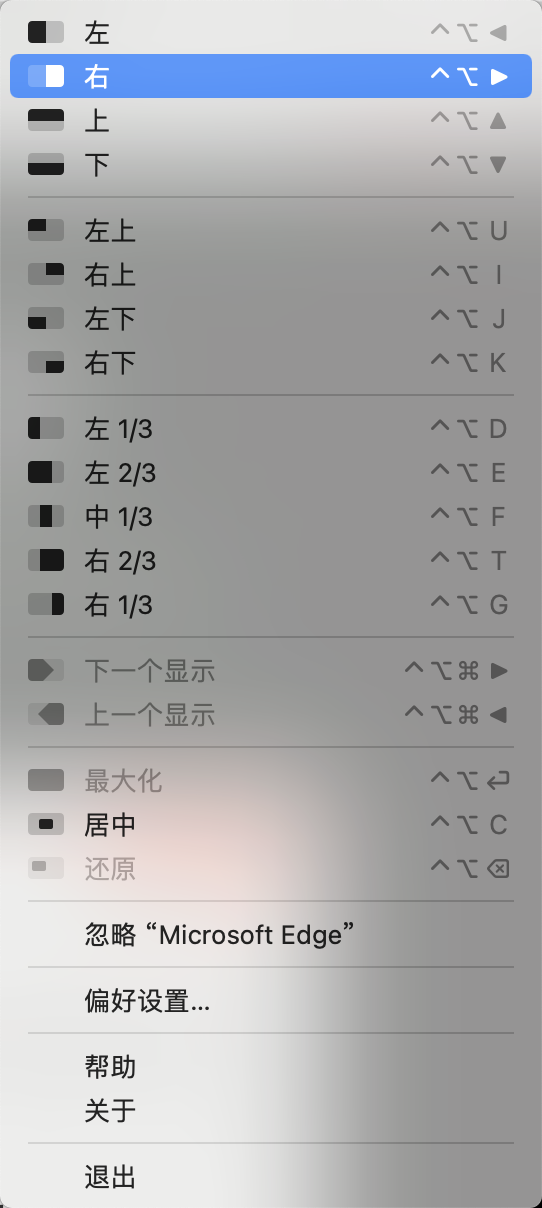 左 ^ ⌥ ◀
右 ^ ⌥ ▶
上 ^ ⌥ ▲
下 ^ ⌥ ▼
左上 ^ ⌥ U
右上 ^ ⌥ I
左下 ^ ⌥ J
右下 ^ ⌥ K
左 1/3 ^ ⌥ D
左 2/3 ^ ⌥ E
中 1/3 ^ ⌥ F
右 2/3 ^ ⌥ T
右 1/3 ^ ⌥ G
下一个显示 ^ ⌥ ⌘ ▶
上一个显示 ^ ⌥ ⌘ ◀
最大化 ^ ⌥ ↩
居中 ^ ⌥ C
还原 ^ ⌥ ⌫
忽略 “Microsoft Edge”
偏好设置...
帮助
关于
退出